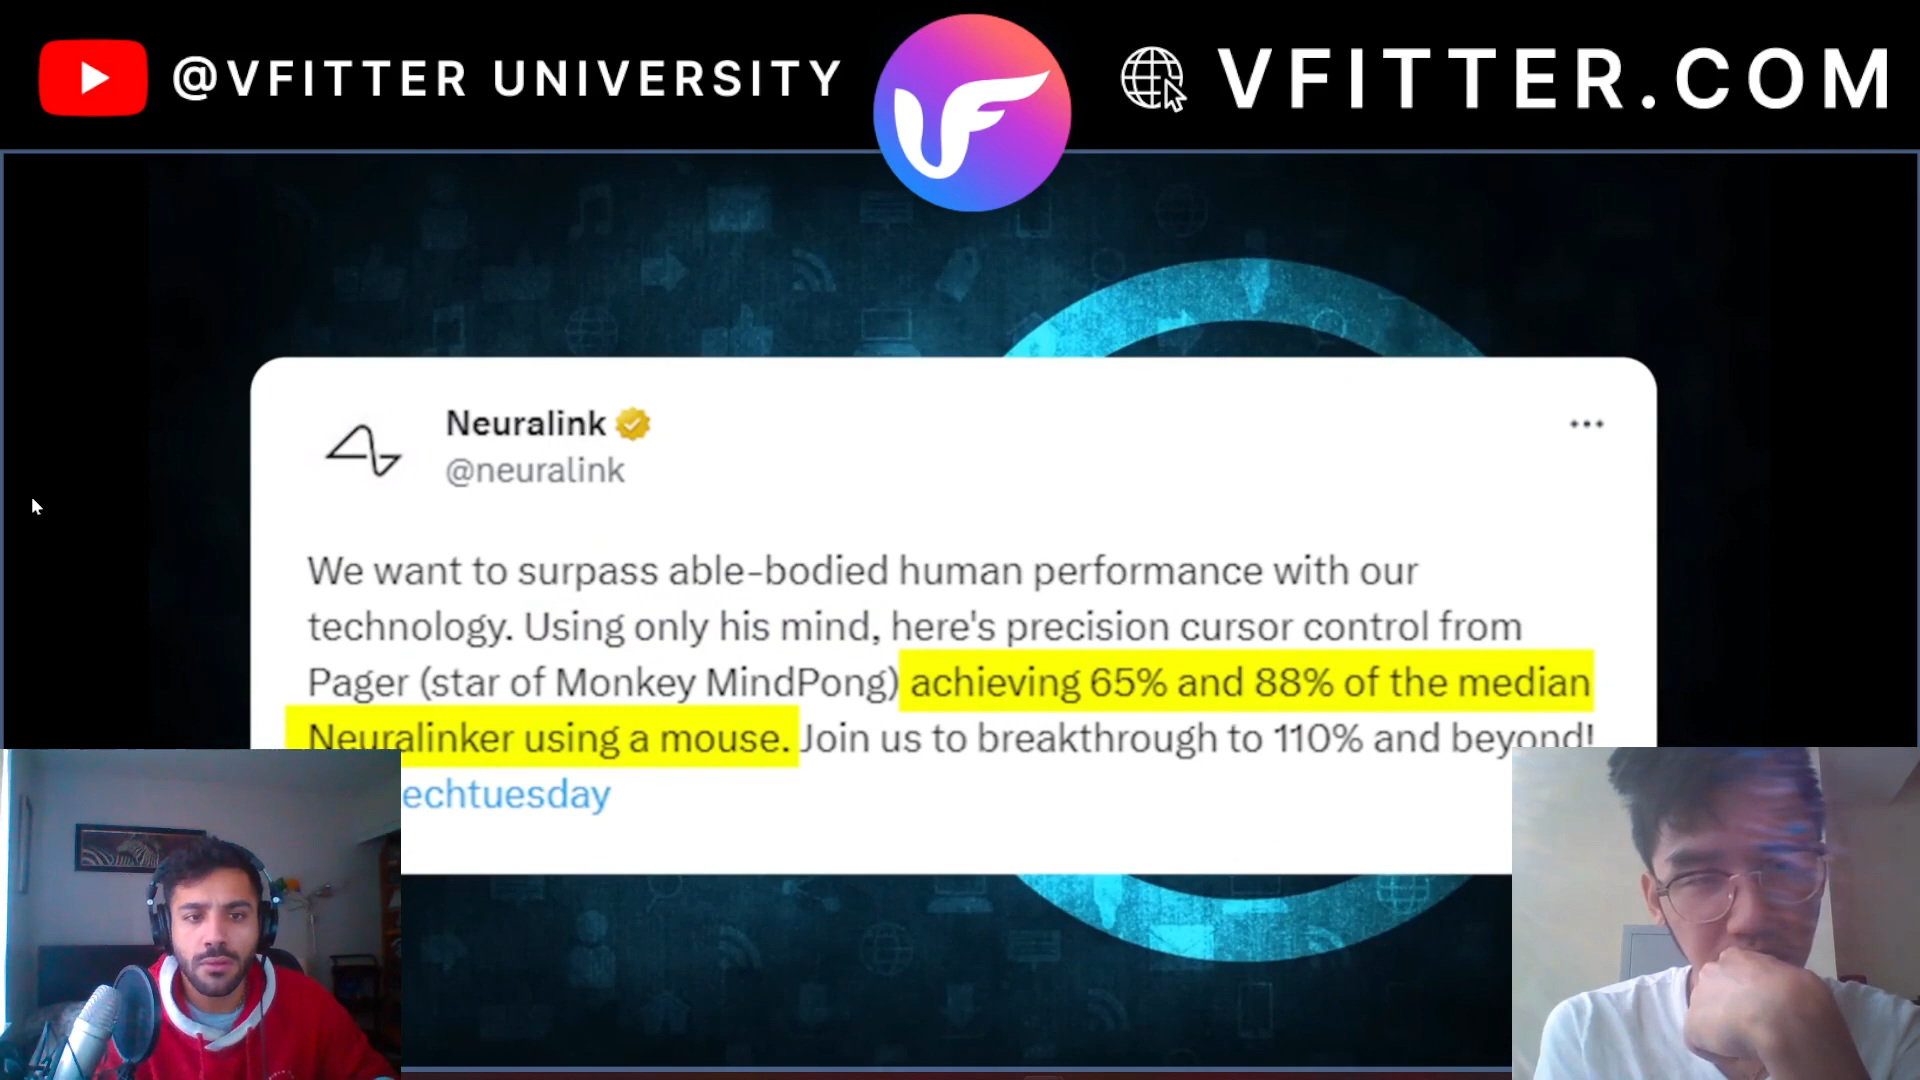 @VFITTER UNIVERSITY
VFITTER.COM
Neuralink
@neuralink
We want to surpass able-bodied human performance with our
technology. Using only his mind, here's precision cursor control from
Pager (star of Monkey MindPong) achieving 65% and 88% of the median
Neuralinker using a mouse. Join us to breakthrough to 110% and beyond!
echtuesday